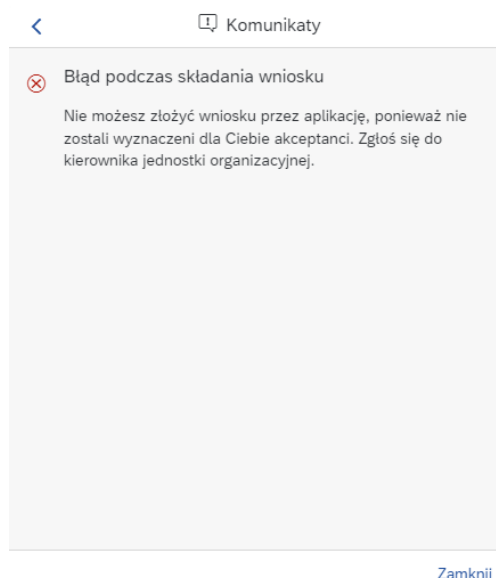 Komunikaty
Błąd podczas składania wniosku
Nie możesz złożyć wniosku przez aplikację, ponieważ nie
zostali wyznaczeni dla Ciebie akceptanci. Zgłoś się do
kierownika jednostki organizacyjnej.
Zamknij